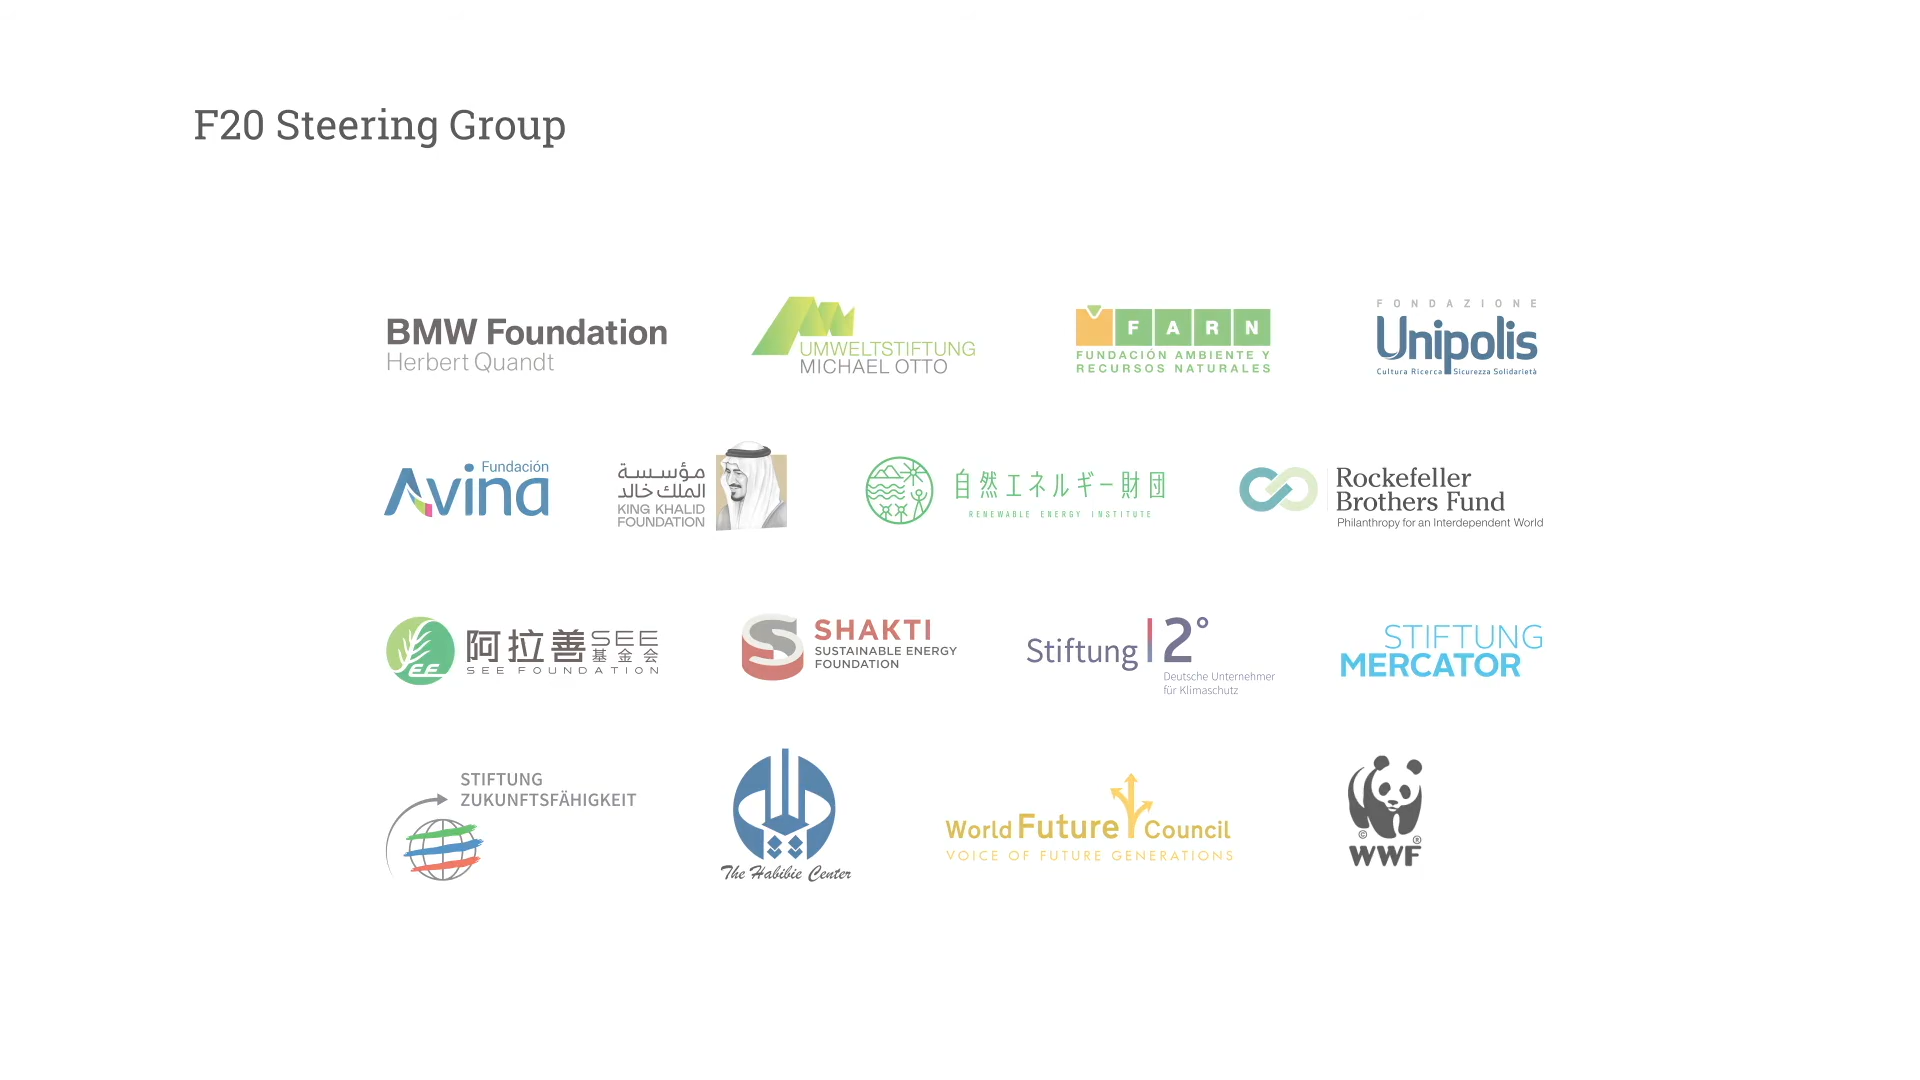 F20 Steering Group
BMW Foundation
Herbert Quandt
UMWELTSTIFTUNG
MICHAEL OTTO
FARN
FUNDACIÓN AMBIENTE Y
RECURSOS NATURALES
FONDAZIONE
Unipolis
Cultura Ricerca Sicurezza Solidarietà
Fundación
Avina
مؤسسة
الملك خالد
KING KHALID
FOUNDATION
自然エネルギー財団
RENEWABLE ENERGY INSTITUTE
Rockefeller
Brothers Fund
Philanthropy for an Interdependent World
SEE
阿拉善SEE
基金会
SEE FOUNDATION
SHAKTI
SUSTAINABLE ENERGY
FOUNDATION
Stiftung 2°
Deutsche Unternehmer
für Klimaschutz
STIFTUNG
MERCATOR
STIFTUNG
ZUKUNFTSFÄHIGKEIT
The Habibie Center
World Future Council
VOICE OF FUTURE GENERATIONS
© ®
WWF